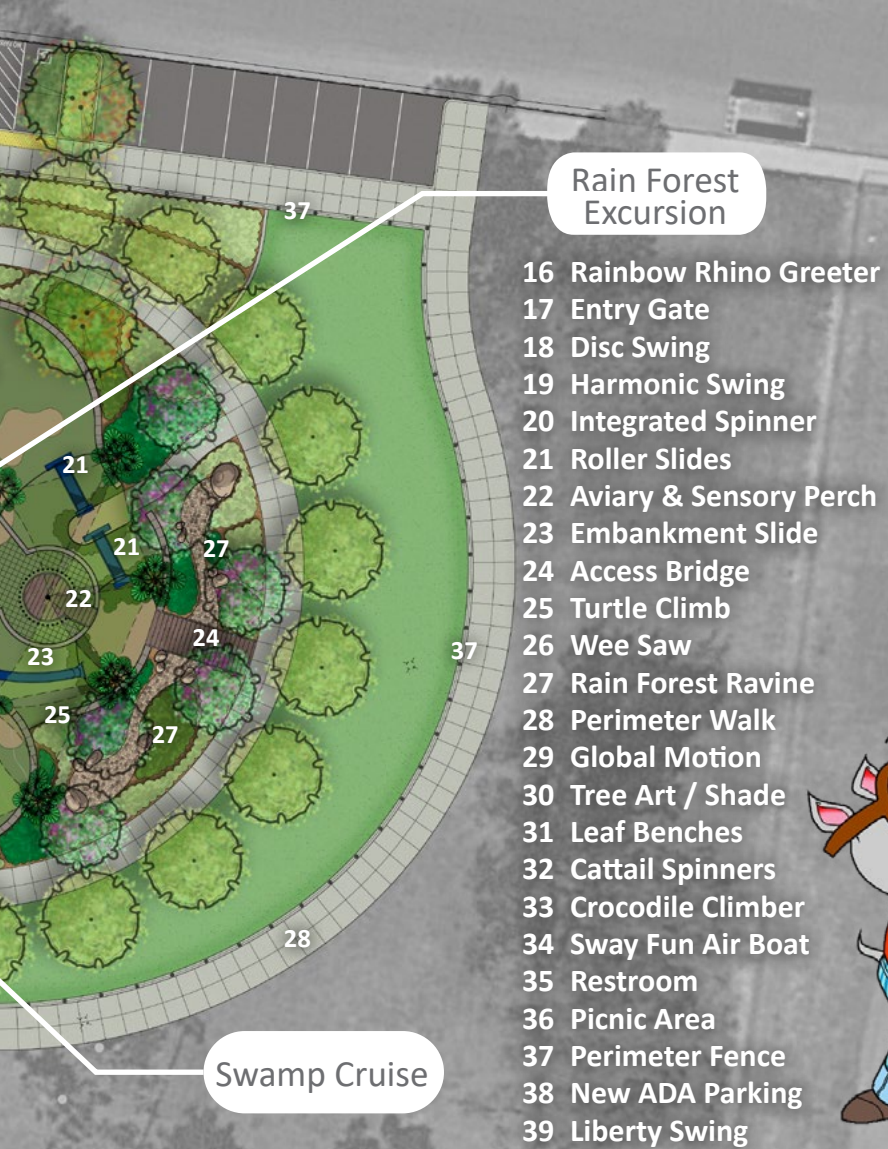 37
Rain Forest
Excursion
16 Rainbow Rhino Greeter
17 Entry Gate
18 Disc Swing
19 Harmonic Swing
20 Integrated Spinner
21 Roller Slides
22 Aviary & Sensory Perch
23 Embankment Slide
24 Access Bridge
25 Turtle Climb
26 Wee Saw
27 Rain Forest Ravine
28 Perimeter Walk
29 Global Motion
30 Tree Art / Shade
31 Leaf Benches
32 Cattail Spinners
33 Crocodile Climber
34 Sway Fun Air Boat
35 Restroom
36 Picnic Area
37 Perimeter Fence
38 New ADA Parking
39 Liberty Swing
21
21
27
22
24
23
37
25
27
28
Swamp Cruise